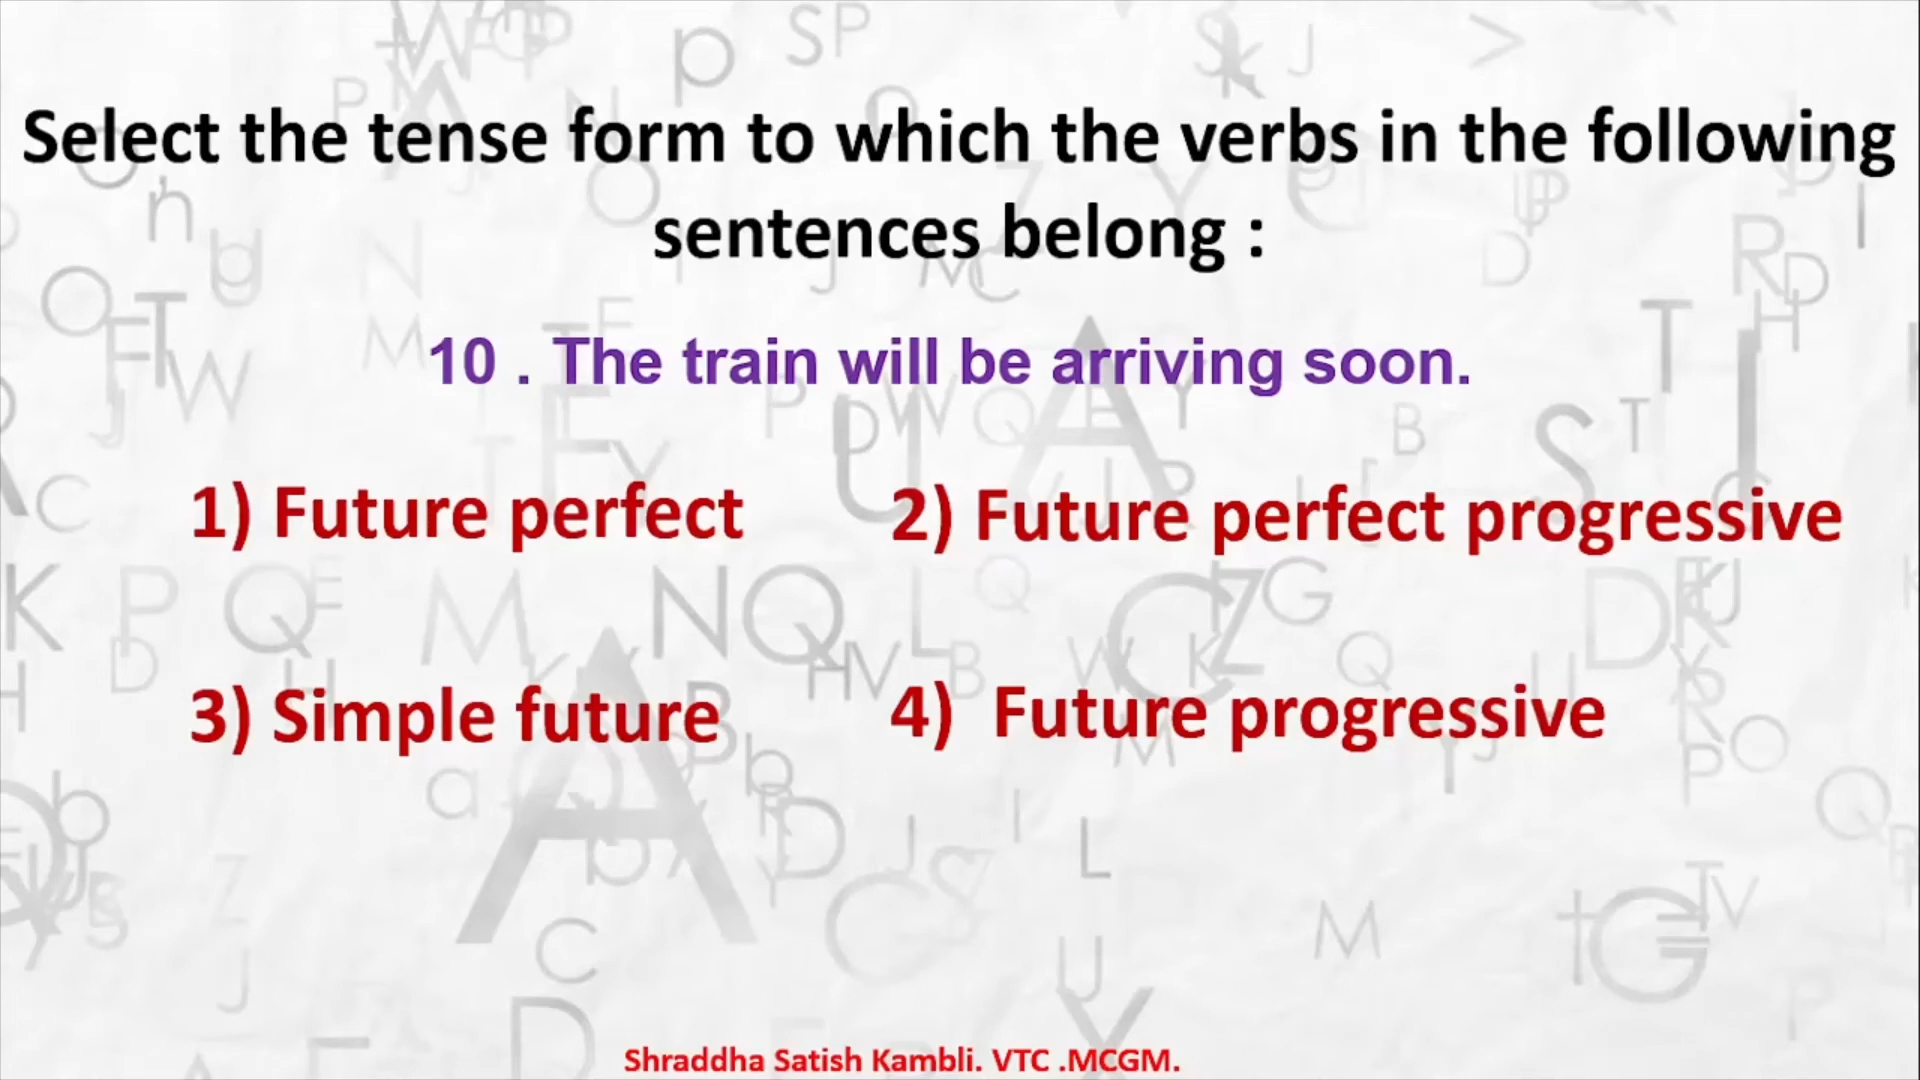 Select the tense form to which the verbs in the following
sentences belong :
10 . The train will be arriving soon.
1) Future perfect
2) Future perfect progressive
3) Simple future
4) Future progressive
Shraddha Satish Kambli. VTC .MCGM.